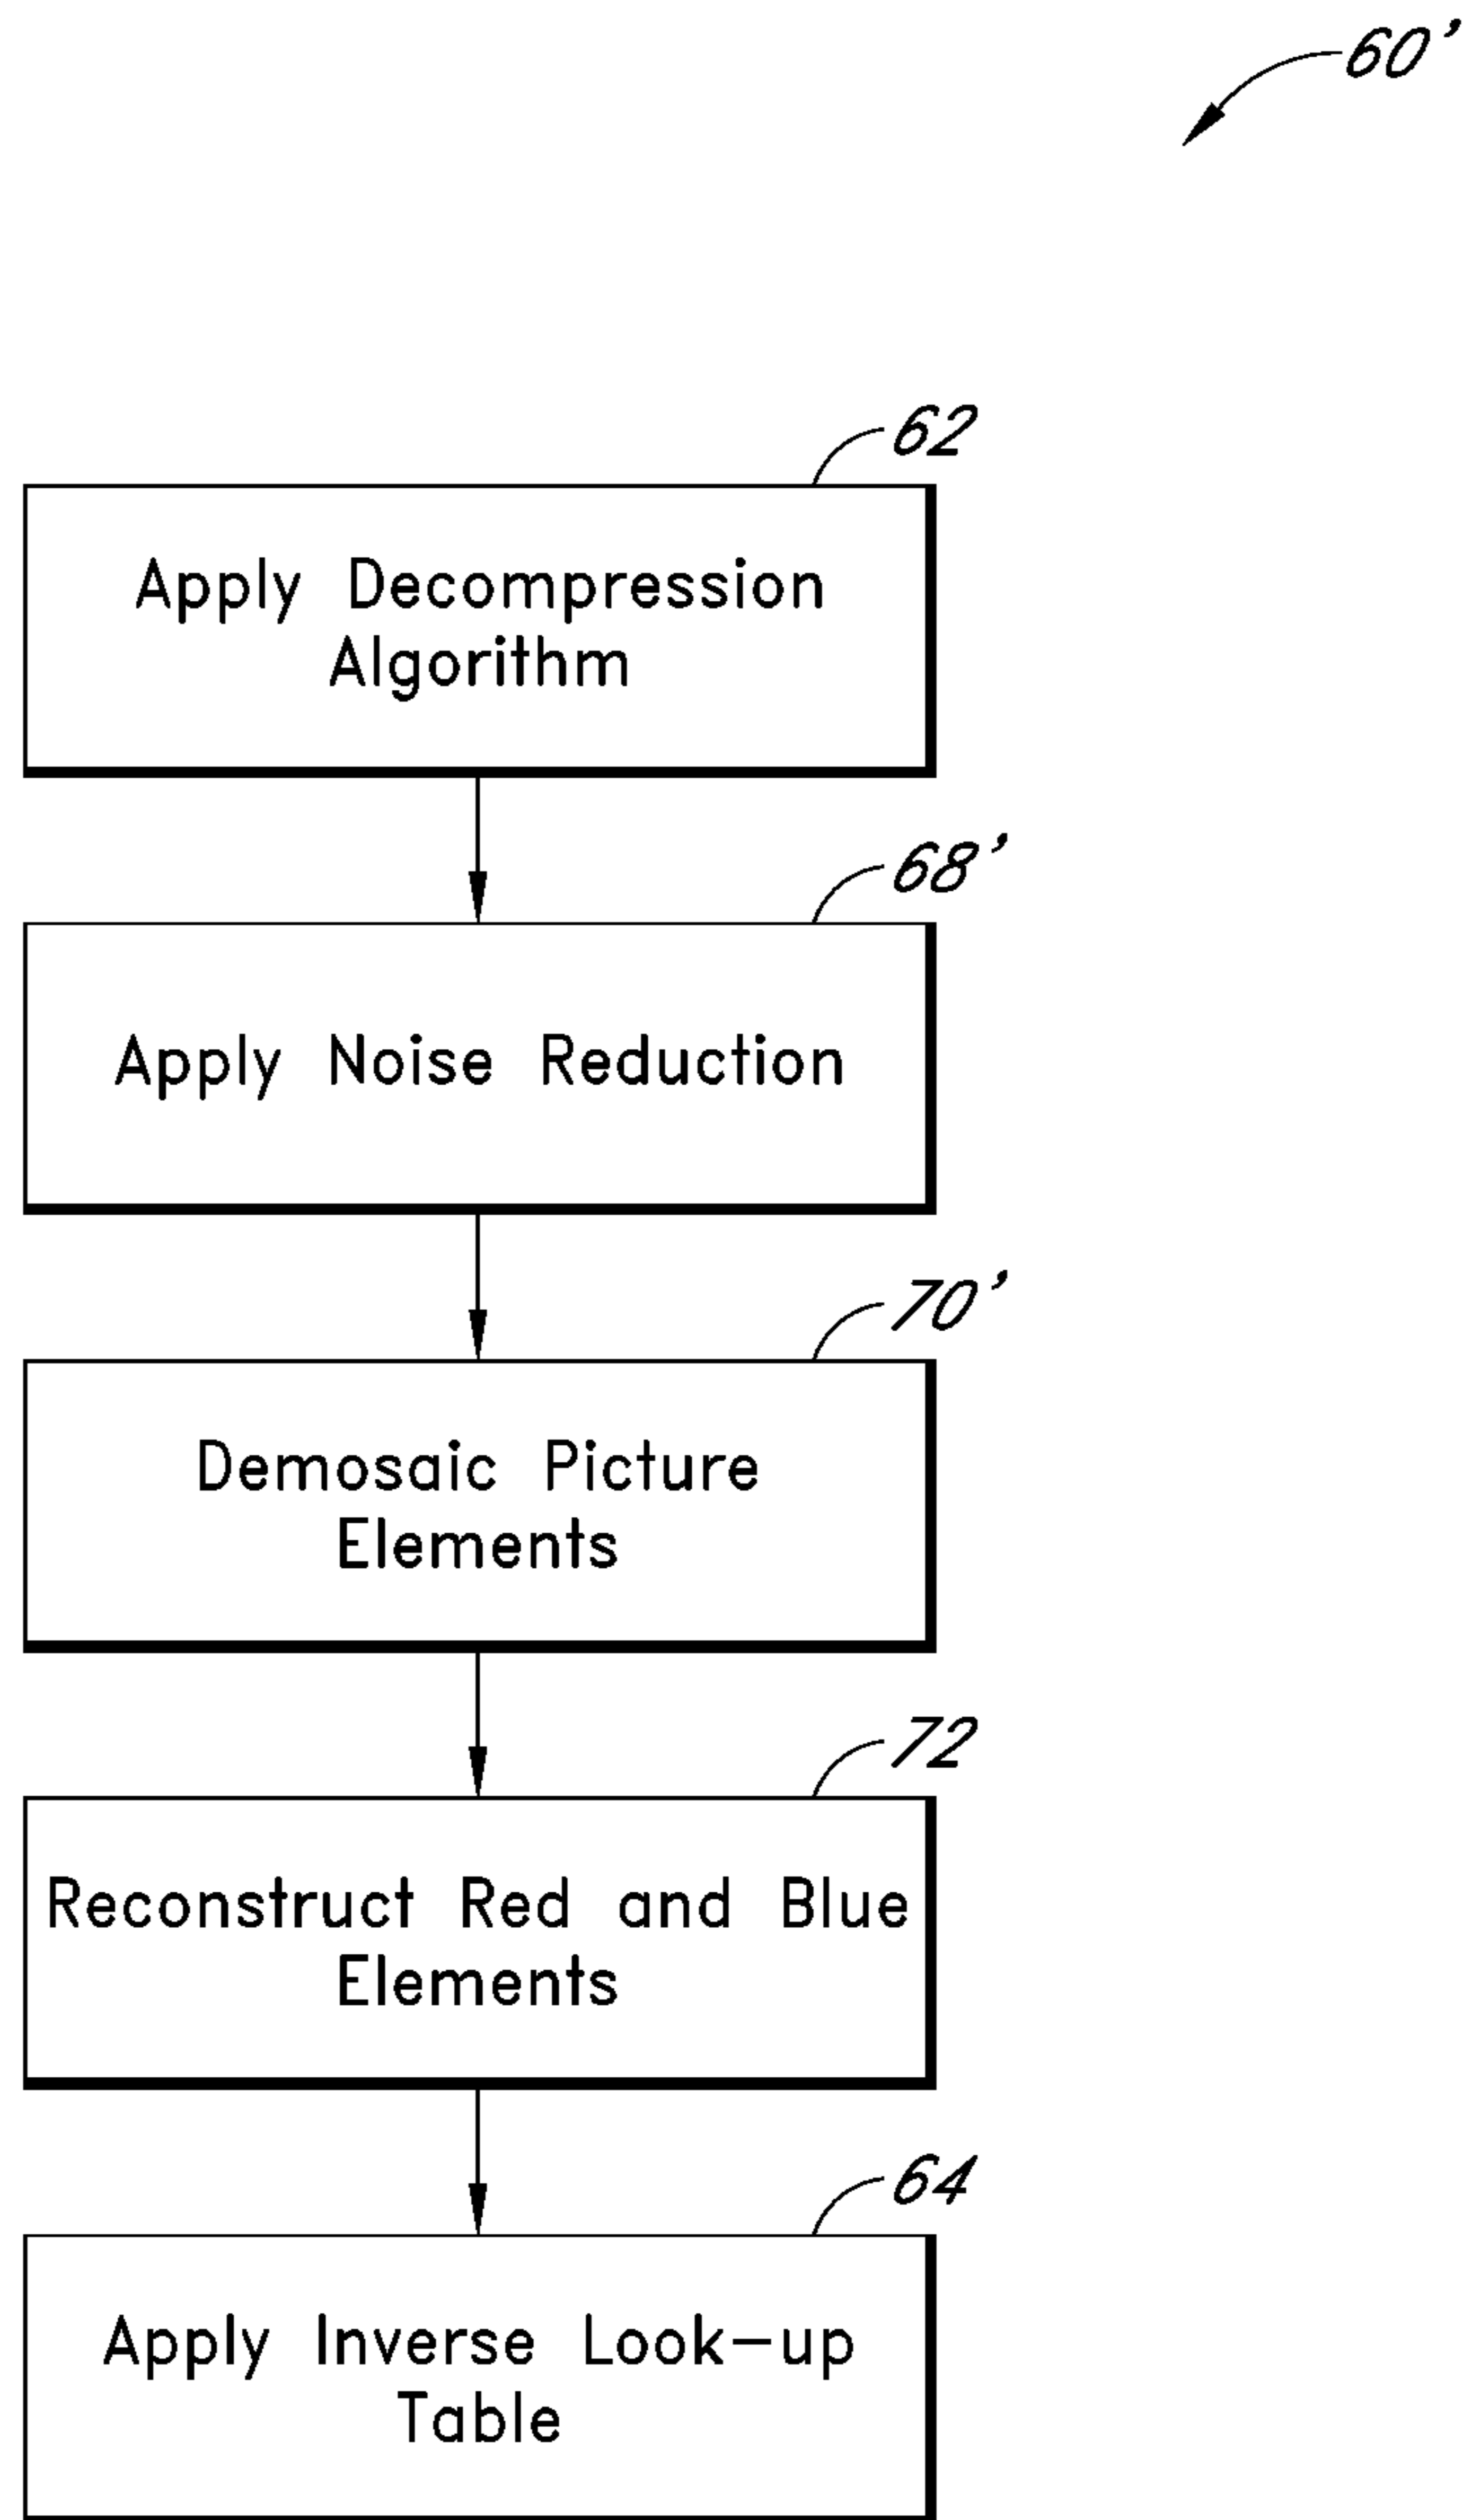 60'
62
Apply Decompression
Algorithm
68'
Apply Noise Reduction
70'
Demosaic Picture
Elements
72
Reconstruct Red and Blue
Elements
64
Apply Inverse Look-up
Table